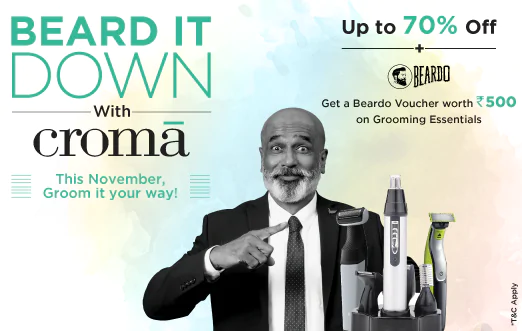 BEARD IT
DOWN
With
cromā
This November,
Groom it your way!
Up to 70% Off
+
BEARDO
Get a Beardo Voucher worth ₹500
on Grooming Essentials
*T&C Apply